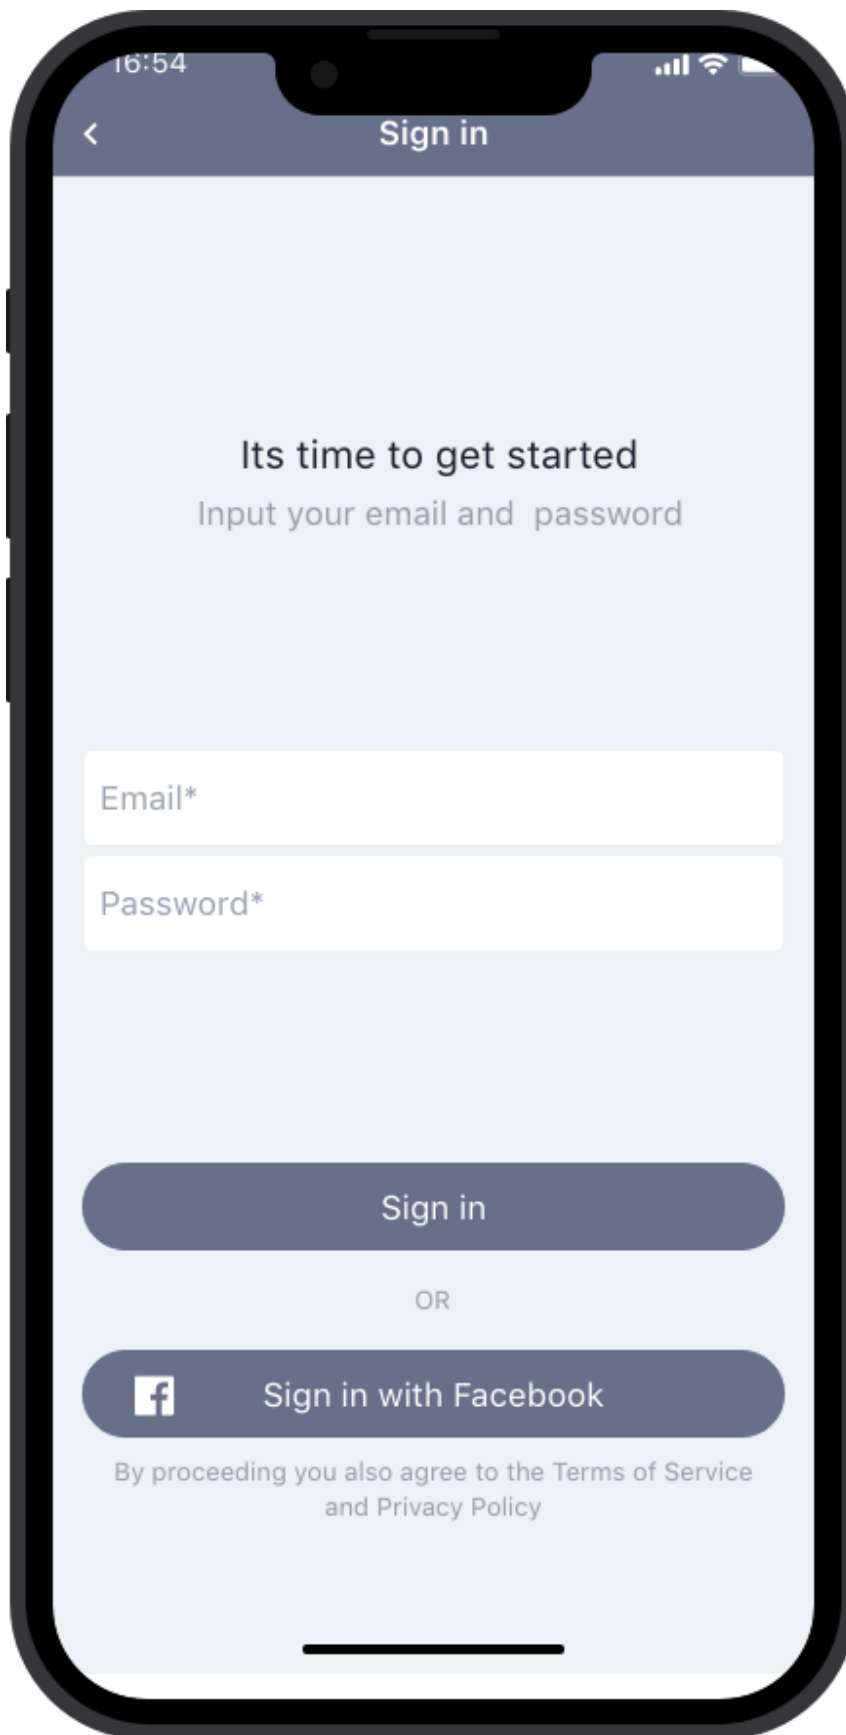 16:54
Sign in
Its time to get started
Input your email and  password
Email*
Password*
Sign in
OR
Sign in with Facebook
By proceeding you also agree to the Terms of Service
and Privacy Policy